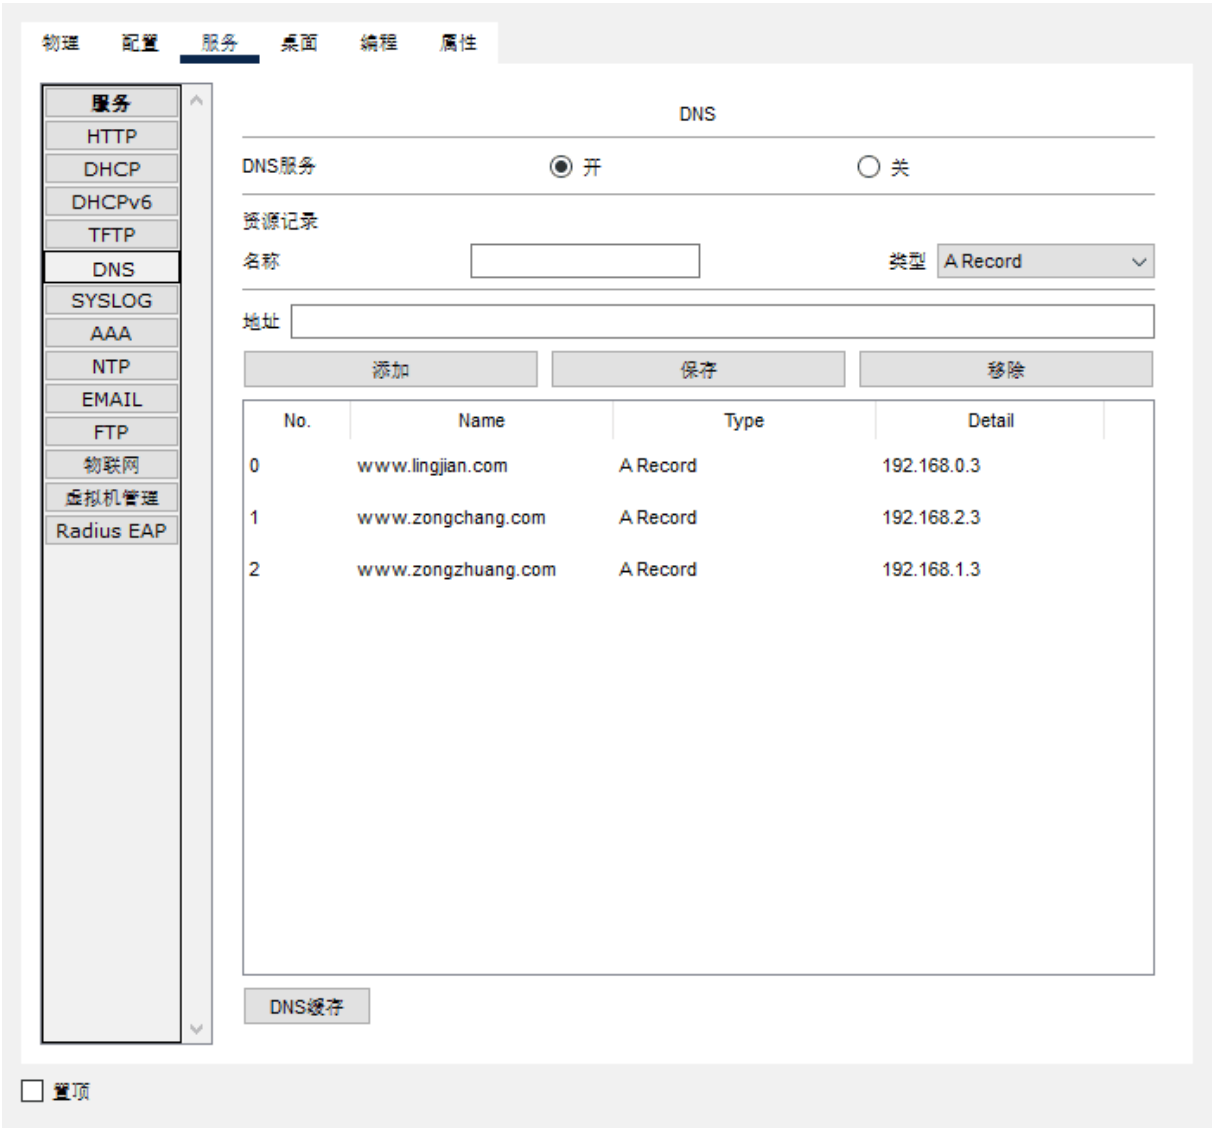 物理 配置 服务 桌面 编程 属性
服务
HTTP
DHCP
DHCPv6
TFTP
DNS
SYSLOG
AAA
NTP
EMAIL
FTP
物联网
虚拟机管理
Radius EAP
DNS
DNS服务 开 关
资源记录
名称 类型 A Record
地址
添加 保存 移除
No. Name Type Detail
0 www.lingjian.com A Record 192.168.0.3
1 www.zongchang.com A Record 192.168.2.3
2 www.zongzhuang.com A Record 192.168.1.3
DNS缓存
置顶